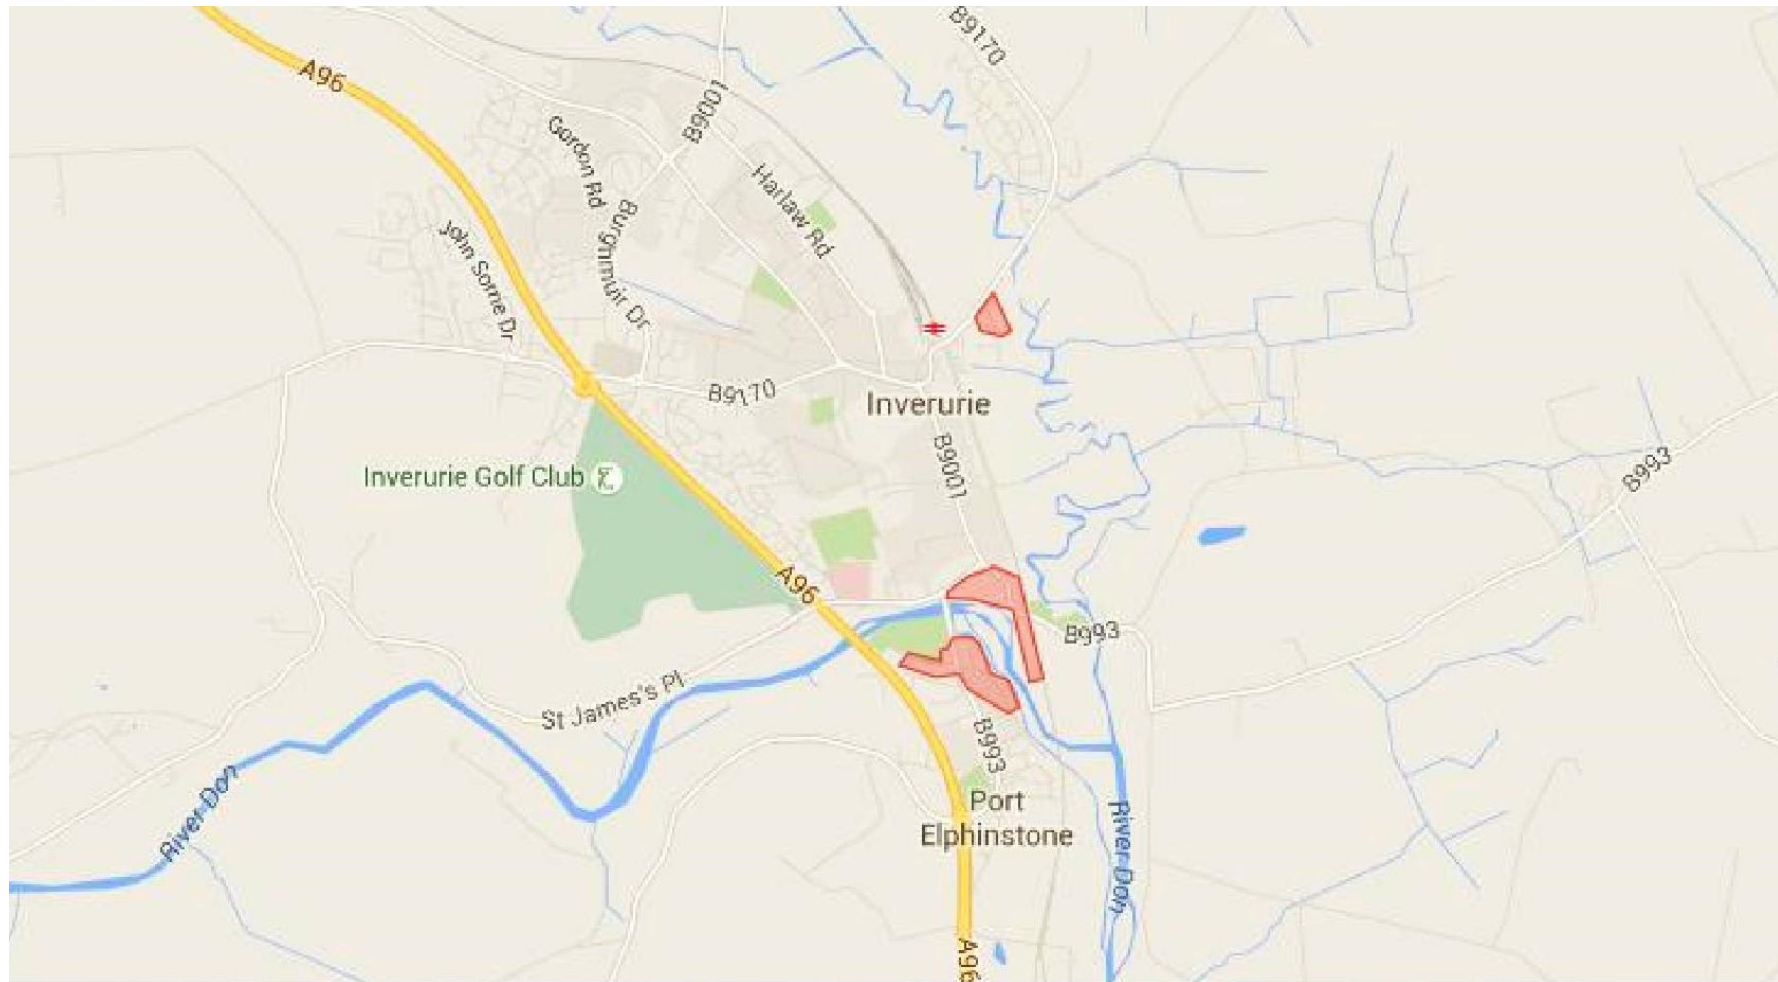 B9170
A96
B9001
Gordon Rd
Harlaw Rd
Burghmuir Dr
John Sorrie Dr
B9170
Inverurie
Inverurie Golf Club
B9001
B993
A96
B993
St James's Pl
B993
River Don
Port
Elphinstone
River Don
A96